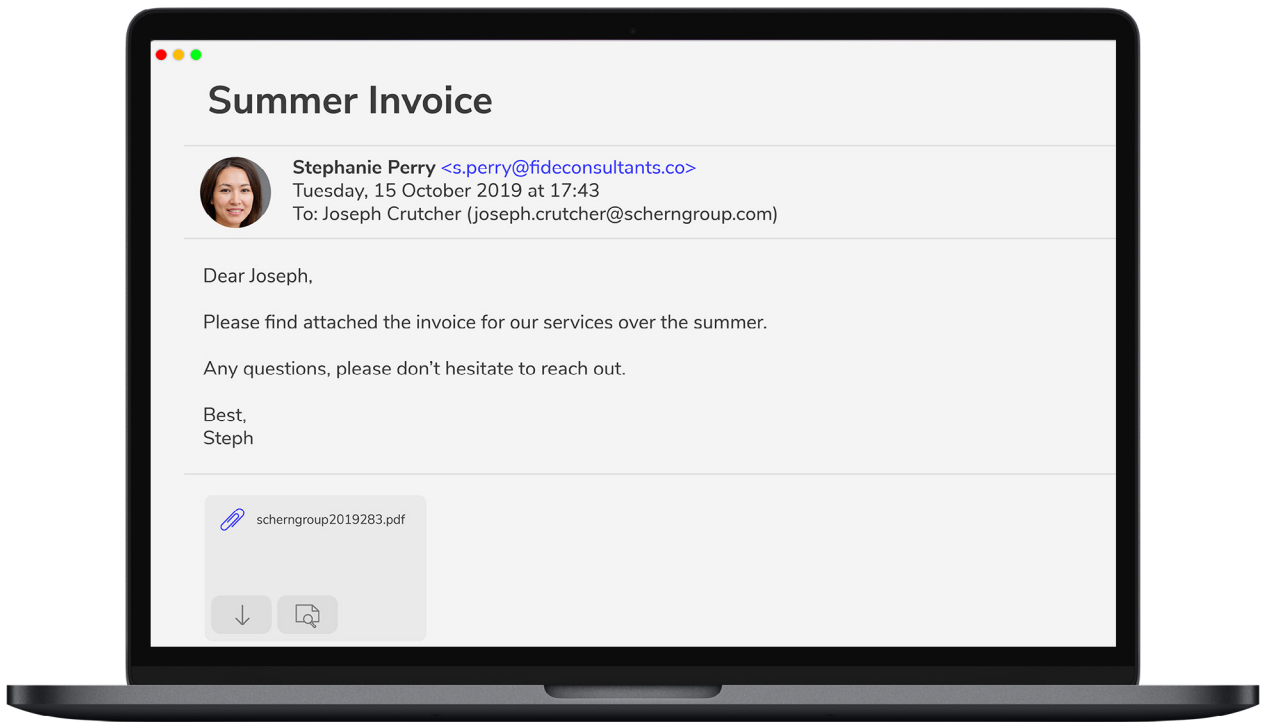 Summer Invoice
Stephanie Perry <s.perry@fideconsultants.co>
Tuesday, 15 October 2019 at 17:43
To: Joseph Crutcher (joseph.crutcher@scherngroup.com)
Dear Joseph,
Please find attached the invoice for our services over the summer.
Any questions, please don’t hesitate to reach out.
Best,
Steph
scherngroup2019283.pdf